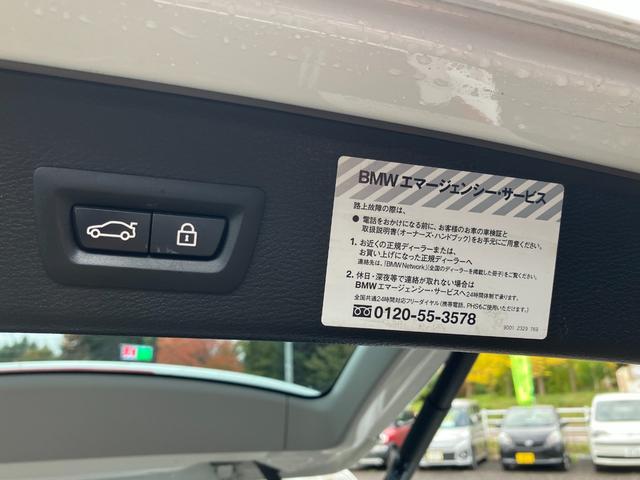 BMWエマージェンシー・サービス
路上故障の際は、
● 電話をおかけになる前に、お客様のお車の車検証と
取扱説明書(オーナーズ・ハンドブック)をお手元にご用意ください。
1. お近くの正規ディーラーまたは、
お買い上げになった正規ディーラーへ
連絡先は、「BMW Network」(全国のディーラーを掲載した冊子)をご覧ください。
2. 休日・深夜等で連絡が取れない場合は
BMWエマージェンシー・サービスへ24時間体制で承ります。
全国共通24時間対応フリーダイヤル(携帯電話、PHSもご使用いただけます。)
0120-55-3578
9001 2329 769